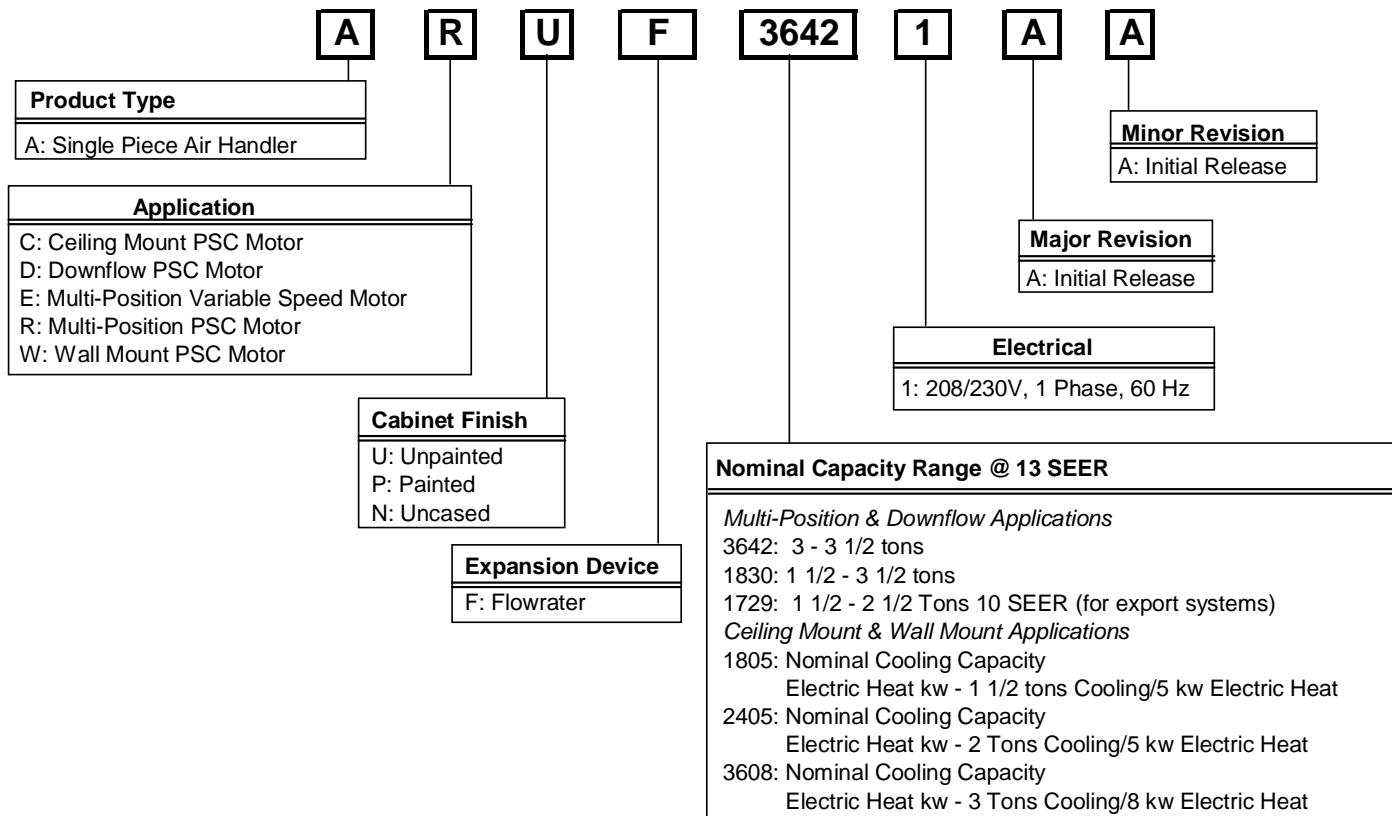 A R U F 3642 1 A A
Product Type
A: Single Piece Air Handler
Minor Revision
A: Initial Release
Application
C: Ceiling Mount PSC Motor
D: Downflow PSC Motor
E: Multi-Position Variable Speed Motor
R: Multi-Position PSC Motor
W: Wall Mount PSC Motor
Major Revision
A: Initial Release
Electrical
1: 208/230V, 1 Phase, 60 Hz
Cabinet Finish
U: Unpainted
P: Painted
N: Uncased
Nominal Capacity Range @ 13 SEER
Multi-Position & Downflow Applications
3642: 3 - 3 1/2 tons
1830: 1 1/2 - 3 1/2 tons
1729: 1 1/2 - 2 1/2 Tons 10 SEER (for export systems)
Ceiling Mount & Wall Mount Applications
1805: Nominal Cooling Capacity
Electric Heat kw - 1 1/2 tons Cooling/5 kw Electric Heat
2405: Nominal Cooling Capacity
Electric Heat kw - 2 Tons Cooling/5 kw Electric Heat
3608: Nominal Cooling Capacity
Electric Heat kw - 3 Tons Cooling/8 kw Electric Heat
Expansion Device
F: Flowrater